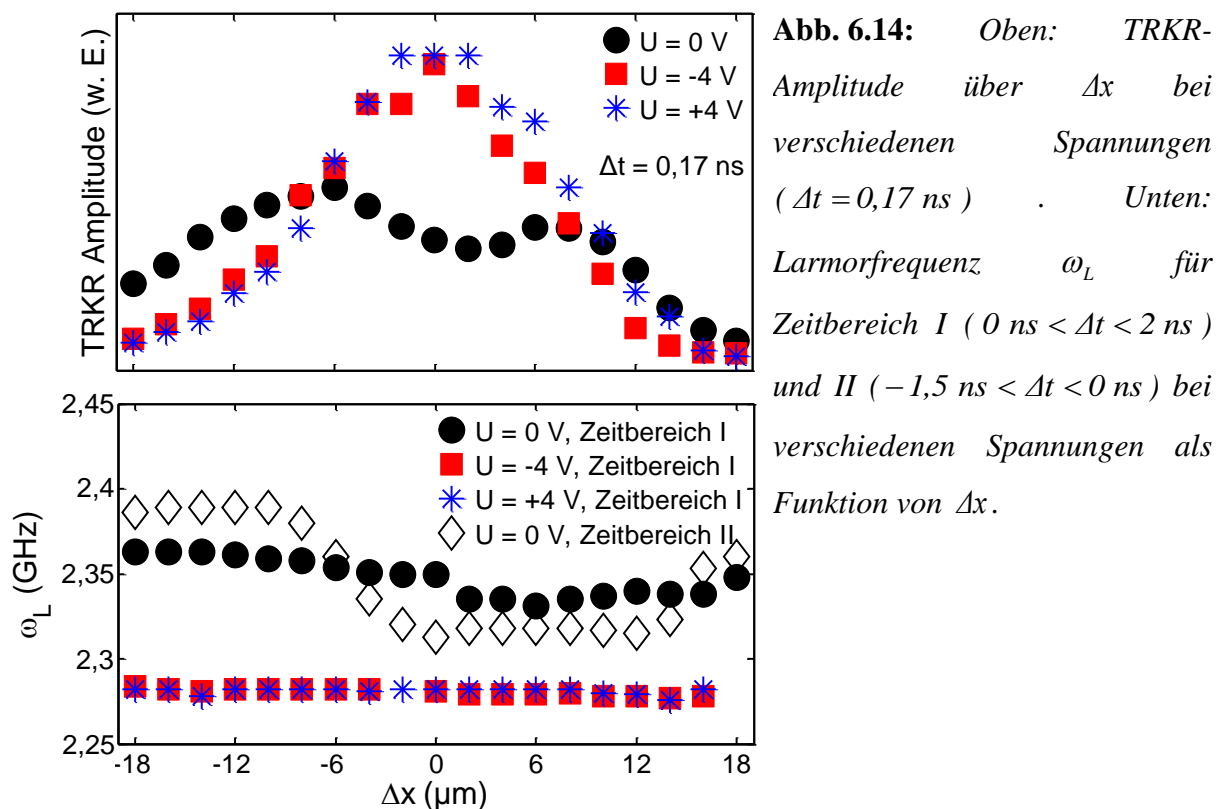 TRKR Amplitude (w. E.)
U = 0 V
U = -4 V
U = +4 V
Δt = 0,17 ns
2,45
2,4
2,35
2,3
2,25
ω_L (GHz)
U = 0 V, Zeitbereich I
U = -4 V, Zeitbereich I
U = +4 V, Zeitbereich I
U = 0 V, Zeitbereich II
-18 -12 -6 0 6 12 18
Δx (µm)
Abb. 6.14: Oben: TRKR-
Amplitude über Δx bei
verschiedenen Spannungen
( Δt = 0,17 ns ) . Unten:
Larmorfrequenz ω_L für
Zeitbereich I ( 0 ns < Δt < 2 ns )
und II ( −1,5 ns < Δt < 0 ns ) bei
verschiedenen Spannungen als
Funktion von Δx .